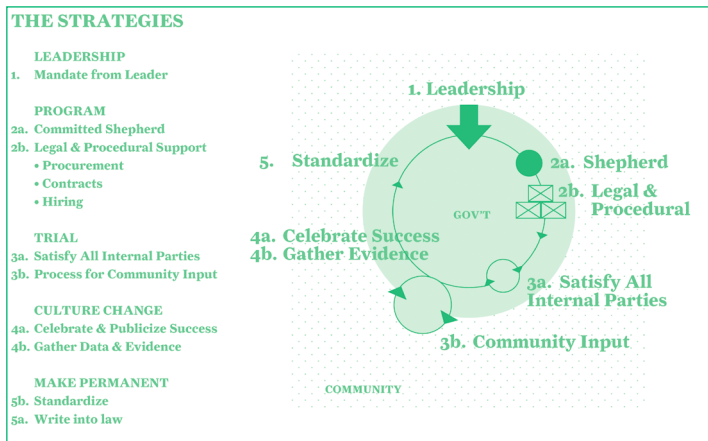 THE STRATEGIES
LEADERSHIP
1. Mandate from Leader
PROGRAM
2a. Committed Shepherd
2b. Legal & Procedural Support
• Procurement
• Contracts
• Hiring
TRIAL
3a. Satisfy All Internal Parties
3b. Process for Community Input
CULTURE CHANGE
4a. Celebrate & Publicize Success
4b. Gather Data & Evidence
MAKE PERMANENT
5b. Standardize
5a. Write into law
1. Leadership
5. Standardize
2a. Shepherd
2b. Legal &
Procedural
GOV'T
4a. Celebrate Success
4b. Gather Evidence
3a. Satisfy All
Internal Parties
3b. Community Input
COMMUNITY